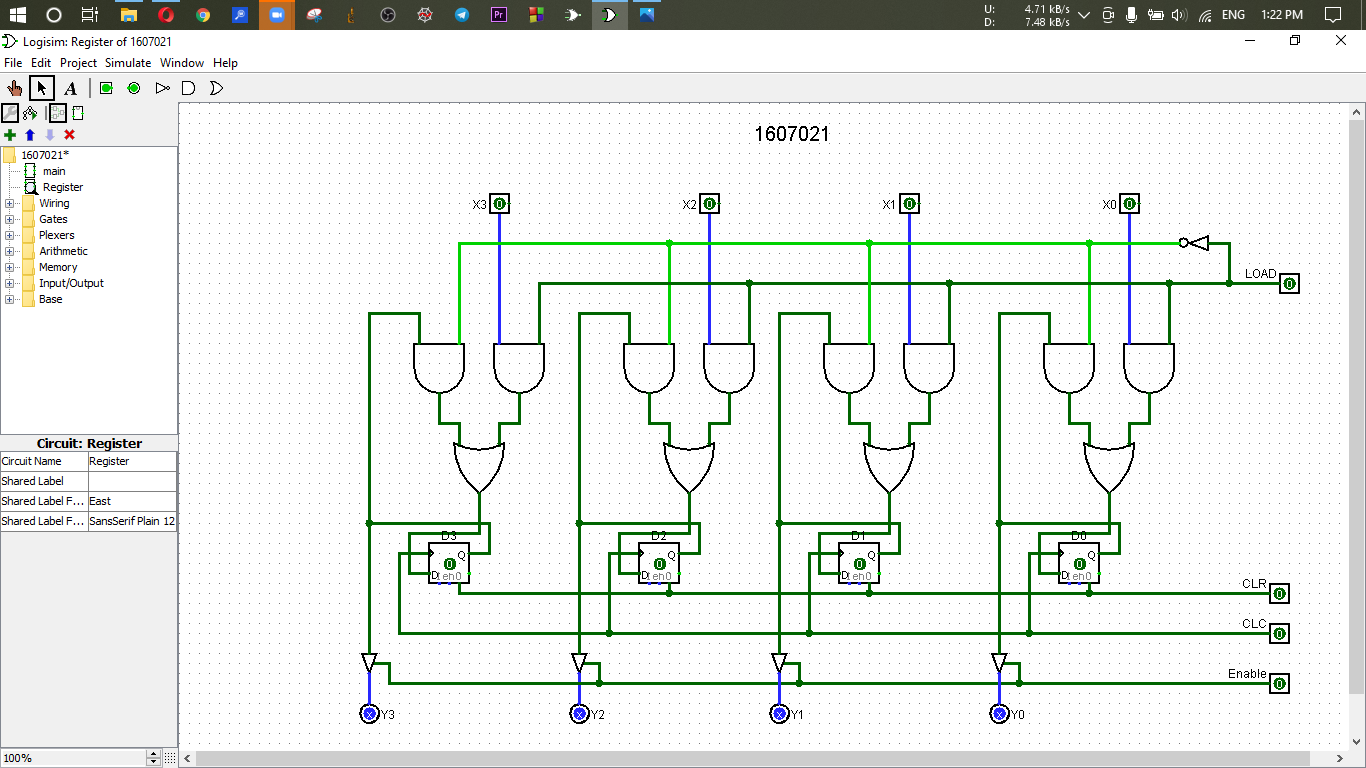 U: 4.71 kB/s
D: 7.48 kB/s
ENG 1:22 PM
Logisim: Register of 1607021
File Edit Project Simulate Window Help
A
1607021*
main
Register
Wiring
Gates
Plexers
Arithmetic
Memory
Input/Output
Base
Circuit: Register
Circuit Name Register
Shared Label
Shared Label F... East
Shared Label F... SansSerif Plain 12
100%
1607021
X3 0 X2 0 X1 0 X0 0
LOAD 0
D3 D2 D1 D0
Q Q Q Q
0 0 0 0
D D D D
en0 en0 en0 en0
CLR 0
CLC 0
Enable 0
x Y3 x Y2 x Y1 x Y0